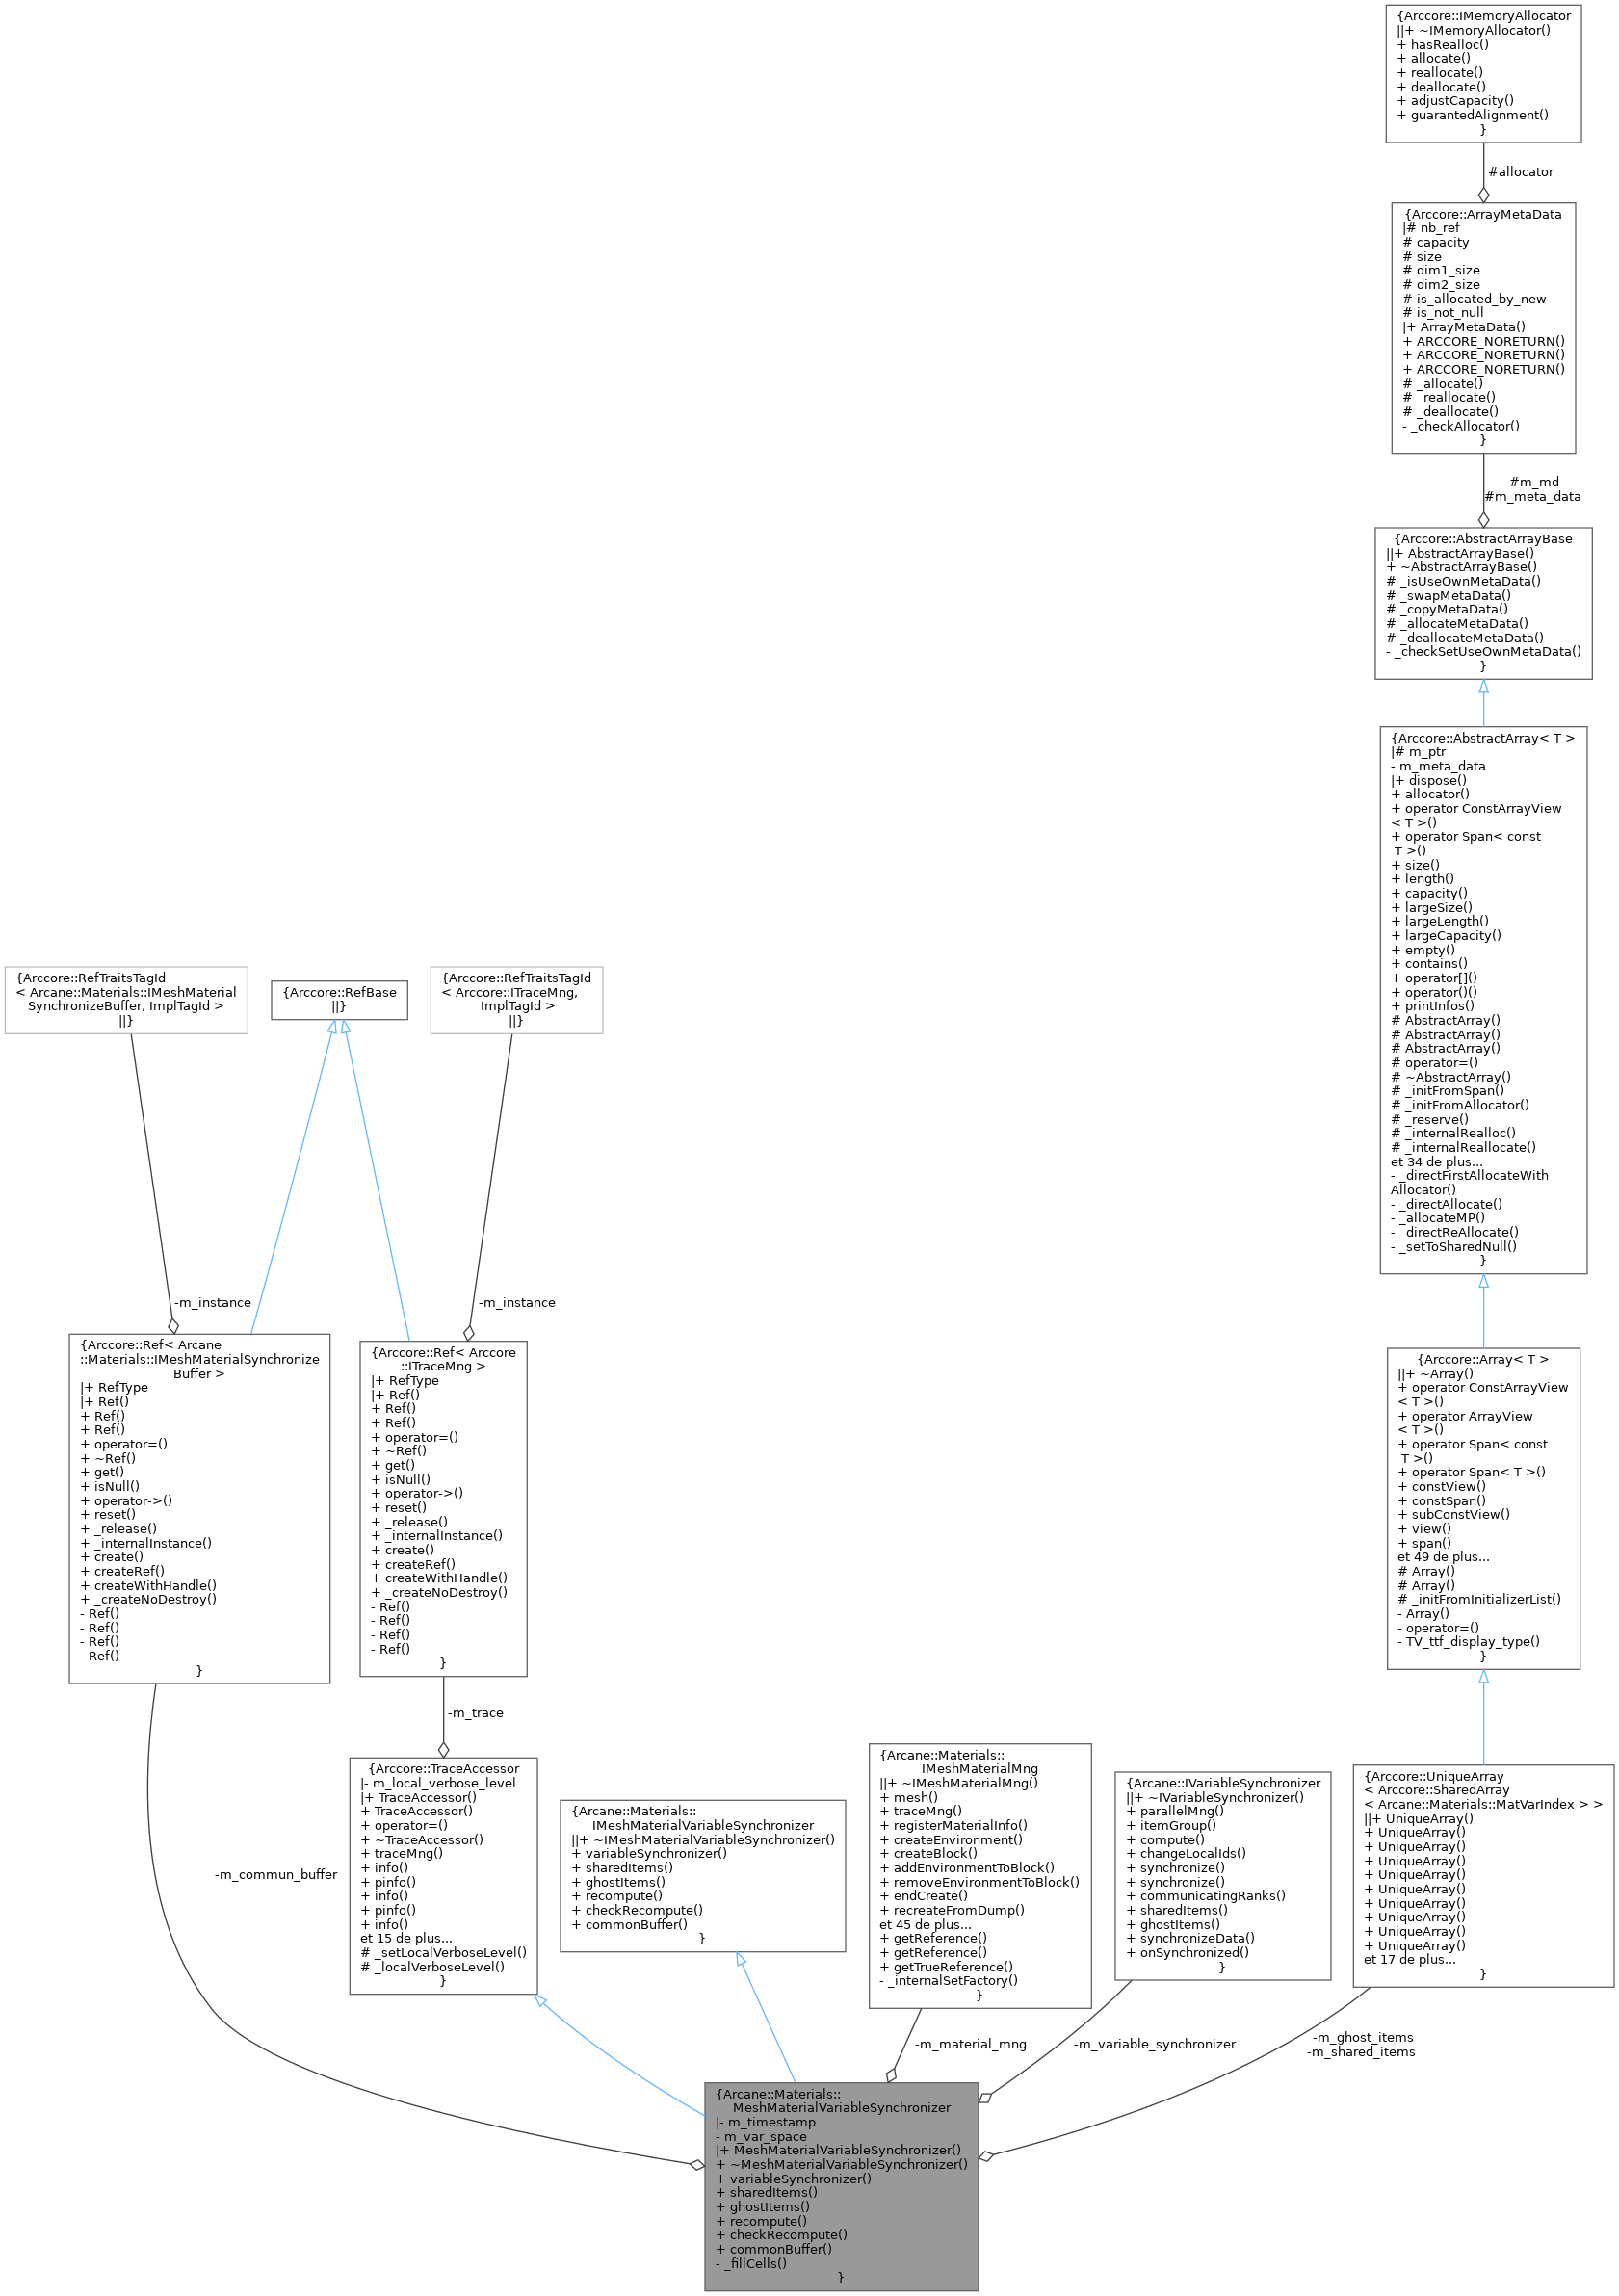 {Arccore::IMemoryAllocator
||+ ~IMemoryAllocator()
+ hasRealloc()
+ allocate()
+ reallocate()
+ deallocate()
+ adjustCapacity()
+ guarantedAlignment()
}
#allocator
{Arccore::ArrayMetaData
|# nb_ref
# capacity
# size
# dim1_size
# dim2_size
# is_allocated_by_new
# is_not_null
|+ ArrayMetaData()
+ ARCCORE_NORETURN()
+ ARCCORE_NORETURN()
+ ARCCORE_NORETURN()
# _allocate()
# _reallocate()
# _deallocate()
- _checkAllocator()
}
#m_md
#m_meta_data
{Arccore::AbstractArrayBase
||+ AbstractArrayBase()
+ ~AbstractArrayBase()
# _isUseOwnMetaData()
# _swapMetaData()
# _copyMetaData()
# _allocateMetaData()
# _deallocateMetaData()
- _checkSetUseOwnMetaData()
}
{Arccore::AbstractArray< T >
|# m_ptr
- m_meta_data
|+ dispose()
+ allocator()
+ operator ConstArrayView
< T >()
+ operator Span< const
T >()
+ size()
+ length()
+ capacity()
+ largeSize()
+ largeLength()
+ largeCapacity()
+ empty()
+ contains()
+ operator[]()
+ operator()()
+ printInfos()
# AbstractArray()
# AbstractArray()
# AbstractArray()
# operator=()
# ~AbstractArray()
# _initFromSpan()
# _initFromAllocator()
# _reserve()
# _internalRealloc()
# _internalReallocate()
et 34 de plus...
- _directFirstAllocateWith
Allocator()
- _directAllocate()
- _allocateMP()
- _directReAllocate()
- _setToSharedNull()
}
{Arccore::RefTraitsTagId
< Arcane::Materials::IMeshMaterial
SynchronizeBuffer, ImplTagId >
||}
{Arccore::RefBase
||}
{Arccore::RefTraitsTagId
< Arccore::ITraceMng,
ImplTagId >
||}
-m_instance
-m_instance
{Arccore::Ref< Arcane
::Materials::IMeshMaterialSynchronize
Buffer >
|+ RefType
|+ Ref()
+ Ref()
+ Ref()
+ operator=()
+ ~Ref()
+ get()
+ isNull()
+ operator->()
+ reset()
+ _release()
+ _internalInstance()
+ create()
+ createRef()
+ createWithHandle()
+ _createNoDestroy()
- Ref()
- Ref()
- Ref()
- Ref()
}
{Arccore::Ref< Arccore
::ITraceMng >
|+ RefType
|+ Ref()
+ Ref()
+ Ref()
+ operator=()
+ ~Ref()
+ get()
+ isNull()
+ operator->()
+ reset()
+ _release()
+ _internalInstance()
+ create()
+ createRef()
+ createWithHandle()
+ _createNoDestroy()
- Ref()
- Ref()
- Ref()
- Ref()
}
{Arccore::Array< T >
||+ ~Array()
+ operator ConstArrayView
< T >()
+ operator ArrayView
< T >()
+ operator Span< const
T >()
+ operator Span< T >()
+ constView()
+ constSpan()
+ subConstView()
+ view()
+ span()
et 49 de plus...
# Array()
# Array()
# _initFromInitializerList()
- Array()
- operator=()
- TV_ttf_display_type()
}
-m_trace
-m_commun_buffer
{Arccore::TraceAccessor
|- m_local_verbose_level
|+ TraceAccessor()
+ TraceAccessor()
+ operator=()
+ ~TraceAccessor()
+ traceMng()
+ info()
+ pinfo()
+ info()
+ pinfo()
+ info()
et 15 de plus...
# _setLocalVerboseLevel()
# _localVerboseLevel()
}
{Arcane::Materials::
IMeshMaterialVariableSynchronizer
||+ ~IMeshMaterialVariableSynchronizer()
+ variableSynchronizer()
+ sharedItems()
+ ghostItems()
+ recompute()
+ checkRecompute()
+ commonBuffer()
}
{Arcane::Materials::
IMeshMaterialMng
||+ ~IMeshMaterialMng()
+ mesh()
+ traceMng()
+ registerMaterialInfo()
+ createEnvironment()
+ createBlock()
+ addEnvironmentToBlock()
+ removeEnvironmentToBlock()
+ endCreate()
+ recreateFromDump()
et 45 de plus...
+ getReference()
+ getReference()
+ getTrueReference()
- _internalSetFactory()
}
{Arcane::IVariableSynchronizer
||+ ~IVariableSynchronizer()
+ parallelMng()
+ itemGroup()
+ compute()
+ changeLocalIds()
+ synchronize()
+ synchronize()
+ communicatingRanks()
+ sharedItems()
+ ghostItems()
+ synchronizeData()
+ onSynchronized()
}
{Arccore::UniqueArray
< Arccore::SharedArray
< Arcane::Materials::MatVarIndex > >
||+ UniqueArray()
+ UniqueArray()
+ UniqueArray()
+ UniqueArray()
+ UniqueArray()
+ UniqueArray()
+ UniqueArray()
+ UniqueArray()
+ UniqueArray()
+ UniqueArray()
et 17 de plus...
}
-m_material_mng
-m_variable_synchronizer
-m_ghost_items
-m_shared_items
{Arcane::Materials::
MeshMaterialVariableSynchronizer
|- m_timestamp
- m_var_space
|+ MeshMaterialVariableSynchronizer()
+ ~MeshMaterialVariableSynchronizer()
+ variableSynchronizer()
+ sharedItems()
+ ghostItems()
+ recompute()
+ checkRecompute()
+ commonBuffer()
- _fillCells()
}